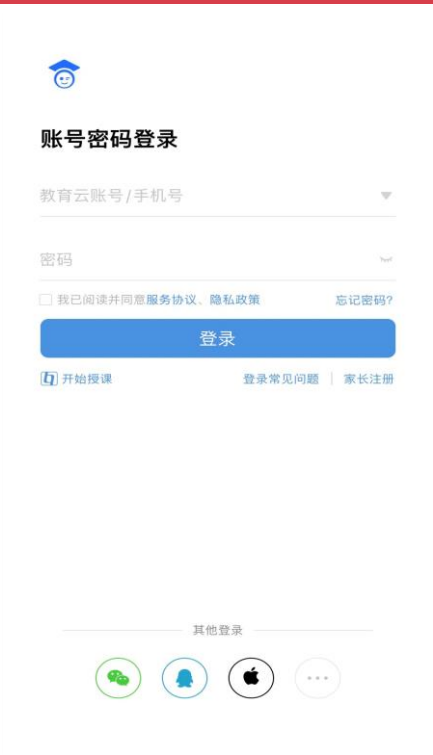 账号密码登录
教育云账号/手机号
密码
我已阅读并同意服务协议、隐私政策 忘记密码?
登录
开始授课 登录常见问题 家长注册
其他登录